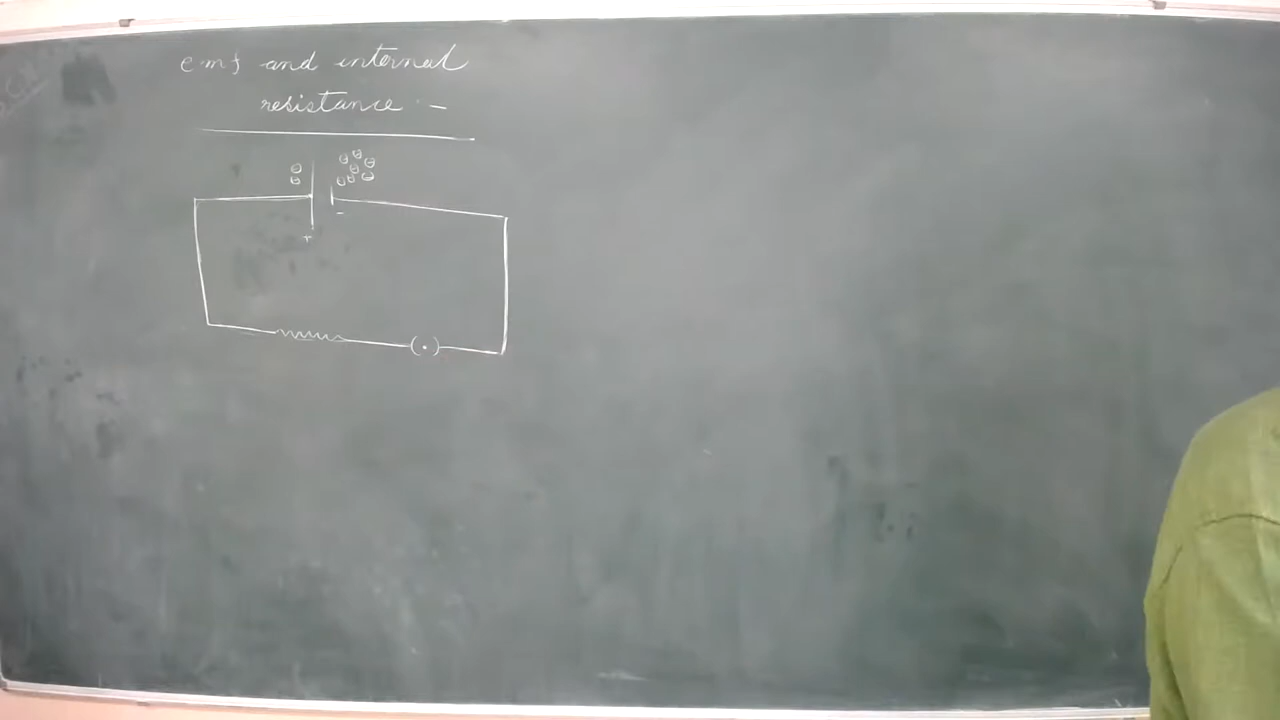 emf and internal
resistance :-
+
-